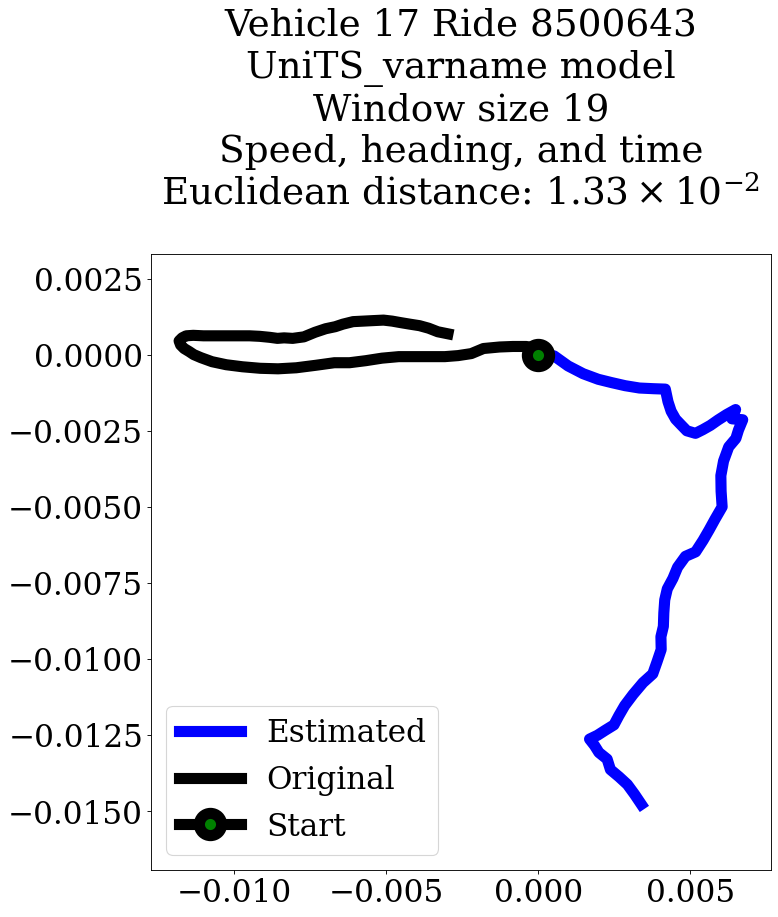 Vehicle 17 Ride 8500643
UniTS_varname model
Window size 19
Speed, heading, and time
Euclidean distance: 1.33 × 10⁻²
0.0025
0.0000
−0.0025
−0.0050
−0.0075
−0.0100
−0.0125
−0.0150
Estimated
Original
Start
−0.010 −0.005 0.000 0.005